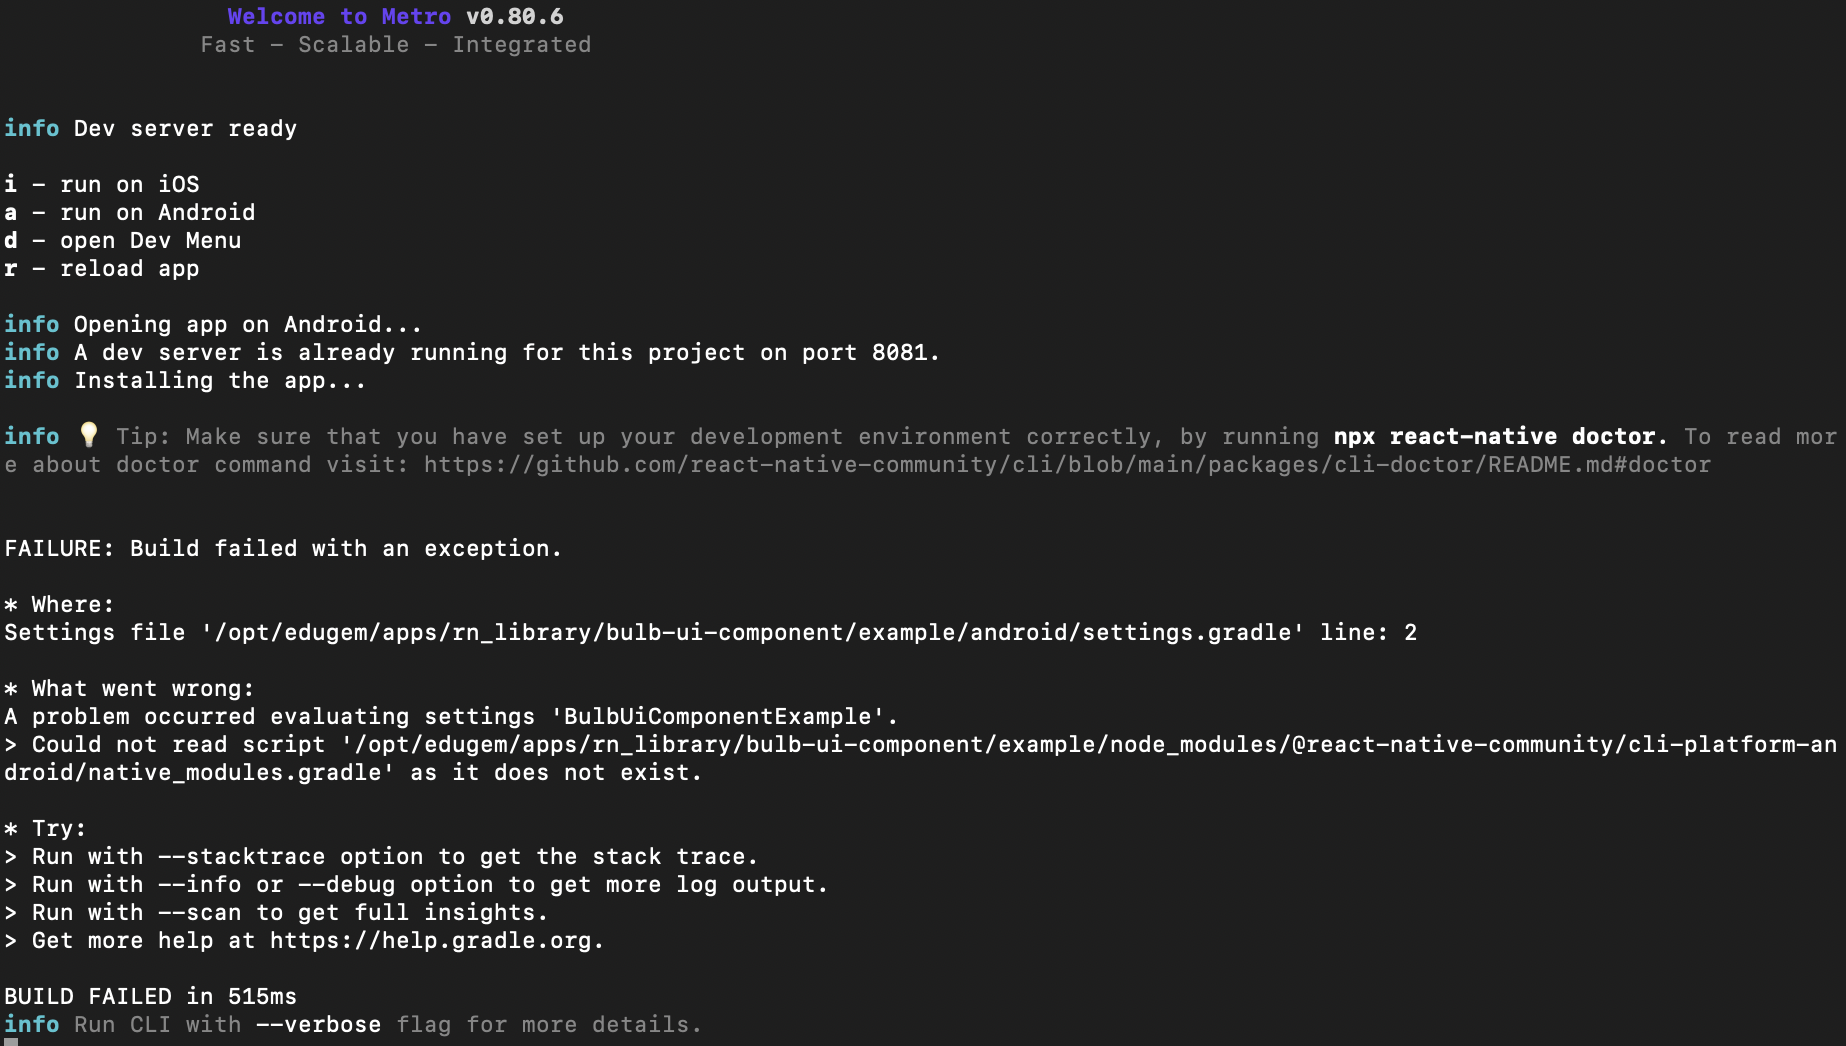 Welcome to Metro v0.80.6
Fast - Scalable - Integrated
info Dev server ready
i - run on iOS
a - run on Android
d - open Dev Menu
r - reload app
info Opening app on Android...
info A dev server is already running for this project on port 8081.
info Installing the app...
info 💡 Tip: Make sure that you have set up your development environment correctly, by running npx react-native doctor. To read mor
e about doctor command visit: https://github.com/react-native-community/cli/blob/main/packages/cli-doctor/README.md#doctor
FAILURE: Build failed with an exception.
* Where:
Settings file '/opt/edugem/apps/rn_library/bulb-ui-component/example/android/settings.gradle' line: 2
* What went wrong:
A problem occurred evaluating settings 'BulbUiComponentExample'.
> Could not read script '/opt/edugem/apps/rn_library/bulb-ui-component/example/node_modules/@react-native-community/cli-platform-an
droid/native_modules.gradle' as it does not exist.
* Try:
> Run with --stacktrace option to get the stack trace.
> Run with --info or --debug option to get more log output.
> Run with --scan to get full insights.
> Get more help at https://help.gradle.org.
BUILD FAILED in 515ms
info Run CLI with --verbose flag for more details.